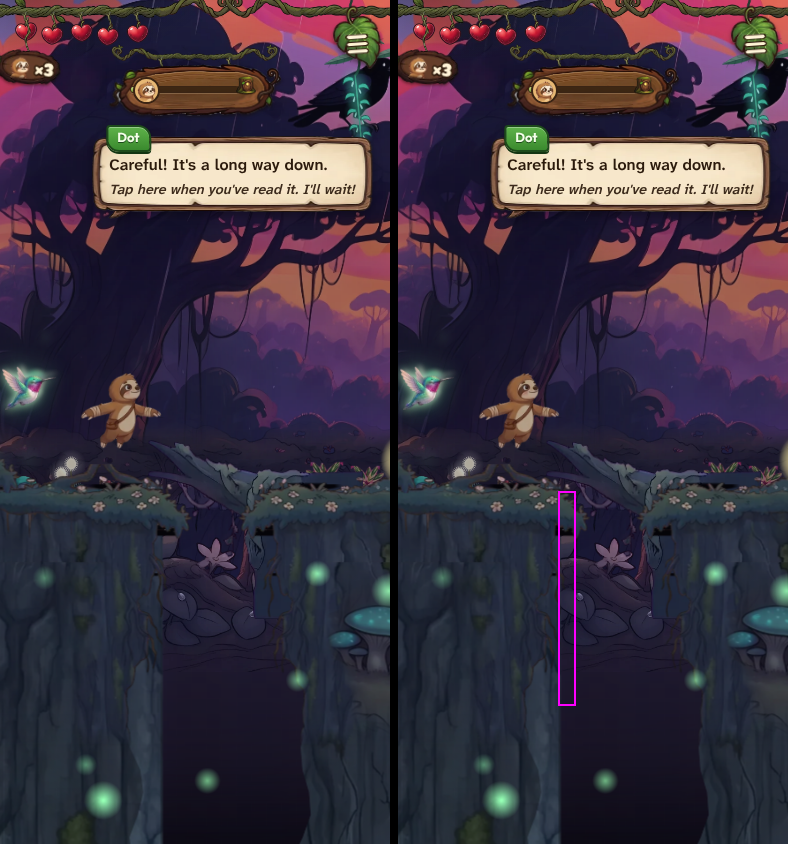 ×3
Dot
Careful! It's a long way down.
Tap here when you've read it. I'll wait!
×3
Dot
Careful! It's a long way down.
Tap here when you've read it. I'll wait!